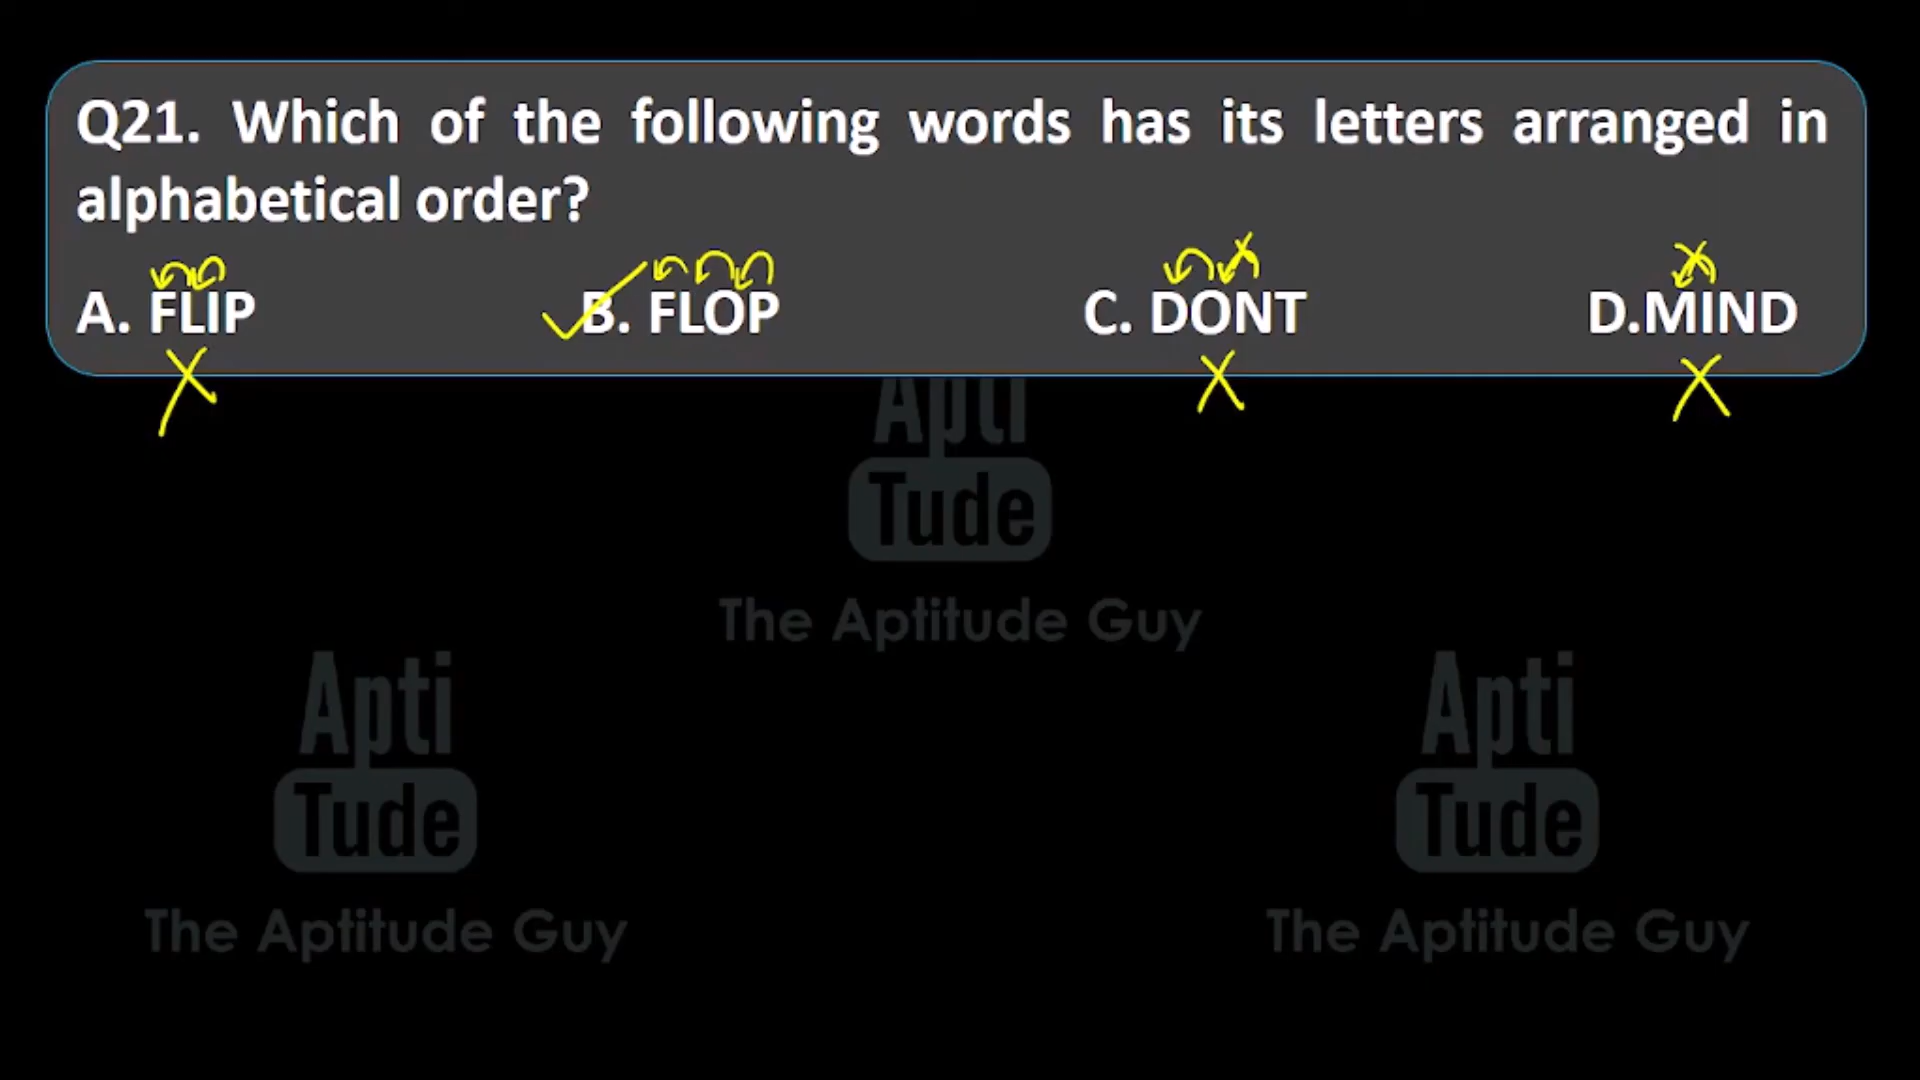 Q21. Which of the following words has its letters arranged in
alphabetical order?
A. FLIP B. FLOP C. DONT D.MIND
Apti
Tude
The Aptitude Guy
Apti
Tude
The Aptitude Guy
Apti
Tude
The Aptitude Guy